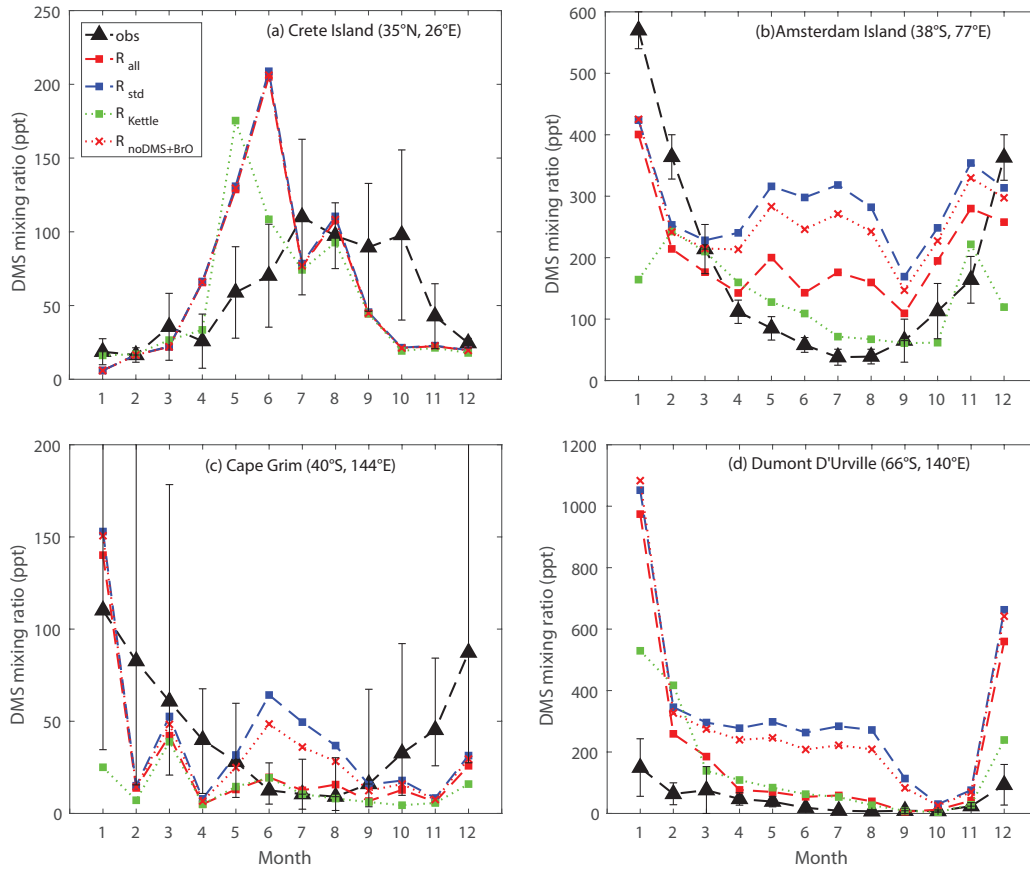 (a) Crete Island (35°N, 26°E)
obs
R all
R std
R Kettle
R noDMS+BrO
DMS mixing ratio (ppt)
250
200
150
100
50
0
1 2 3 4 5 6 7 8 9 10 11 12
(b)Amsterdam Island (38°S, 77°E)
DMS mixing ratio (ppt)
600
500
400
300
200
100
0
1 2 3 4 5 6 7 8 9 10 11 12
(c) Cape Grim (40°S, 144°E)
DMS mixing ratio (ppt)
200
150
100
50
0
1 2 3 4 5 6 7 8 9 10 11 12
Month
(d) Dumont D'Urville (66°S, 140°E)
DMS mixing ratio (ppt)
1200
1000
800
600
400
200
0
1 2 3 4 5 6 7 8 9 10 11 12
Month